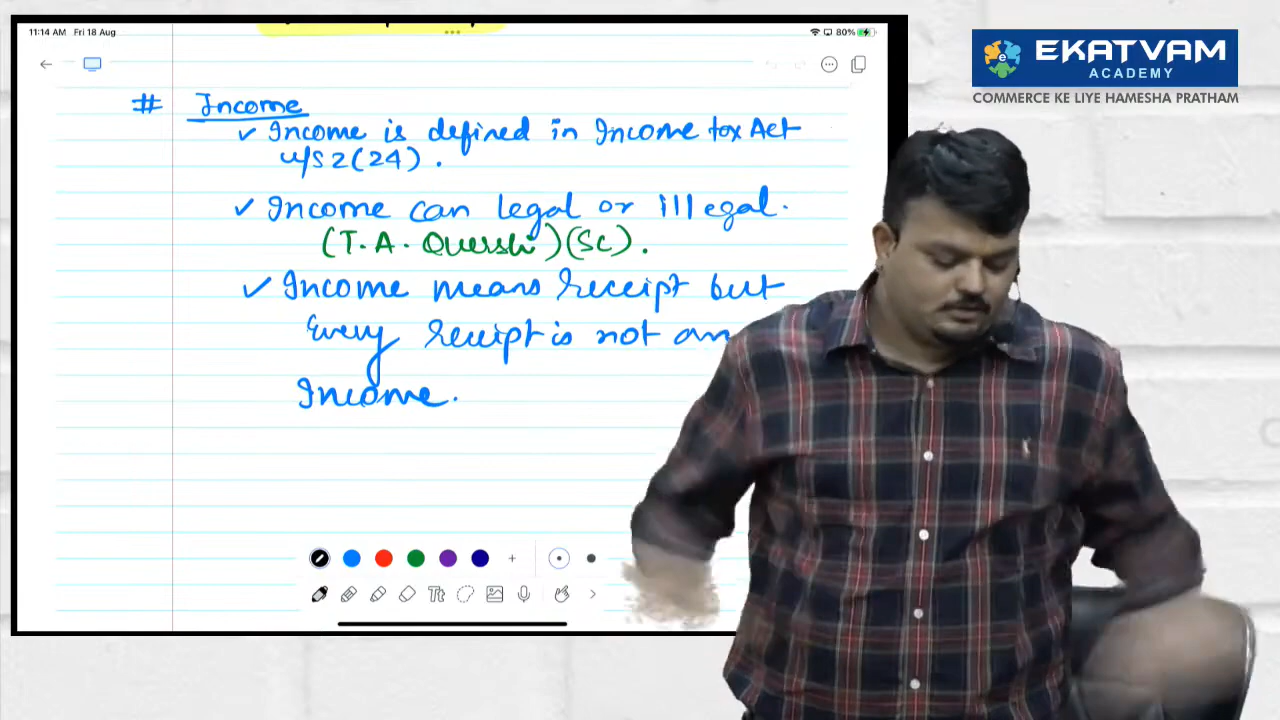 11:14 AM Fri 18 Aug
80%
EKATVAM
ACADEMY
COMMERCE KE LIYE HAMESHA PRATHAM
# Income
✓ Income is defined in Income tax Act
u/s 2(24).
✓ Income can legal or illegal.
(T. A. Quershi) (SC).
✓ Income means receipt but
Every receipt is not an
Income.
Tt